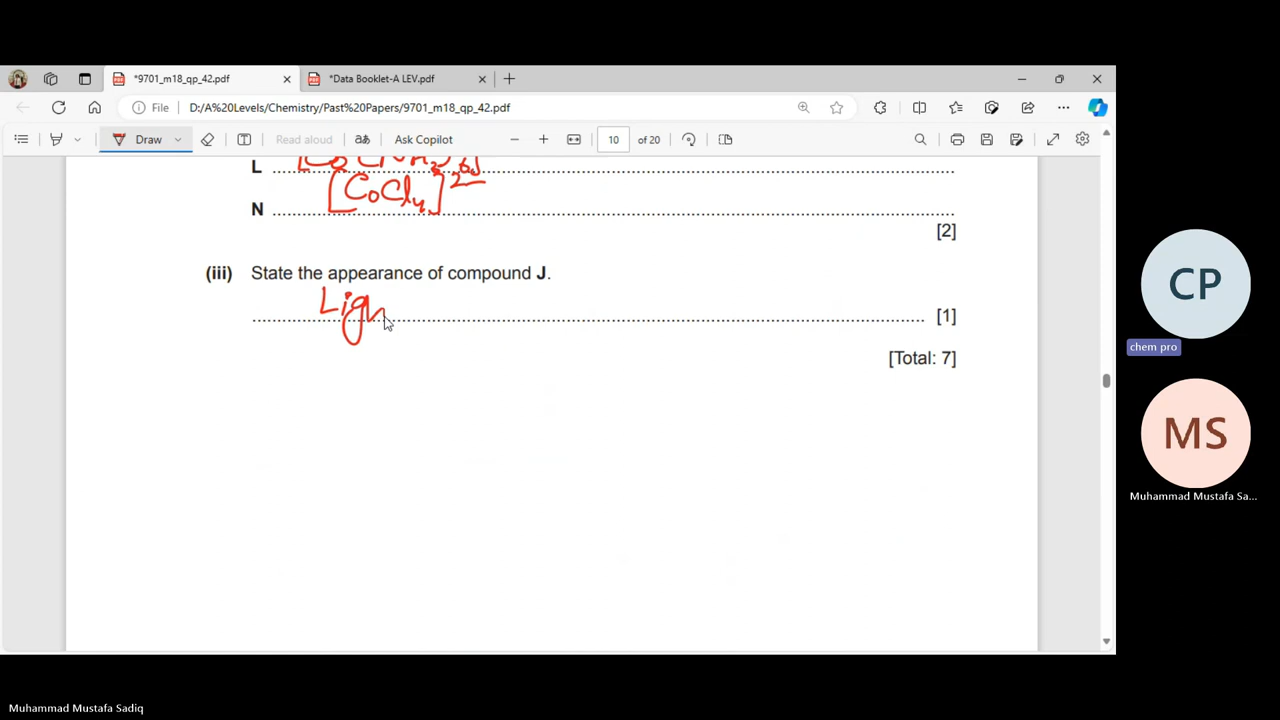 *9701_m18_qp_42.pdf
*Data Booklet-A LEV.pdf
File
D:/A%20Levels/Chemistry/Past%20Papers/9701_m18_qp_42.pdf
Draw
Read aloud
aあ
Ask Copilot
10 of 20
L
[CoCl₄]²⁻
N
[2]
(iii) State the appearance of compound J.
Ligh
[1]
[Total: 7]
CP
chem pro
MS
Muhammad Mustafa Sa...
Muhammad Mustafa Sadiq